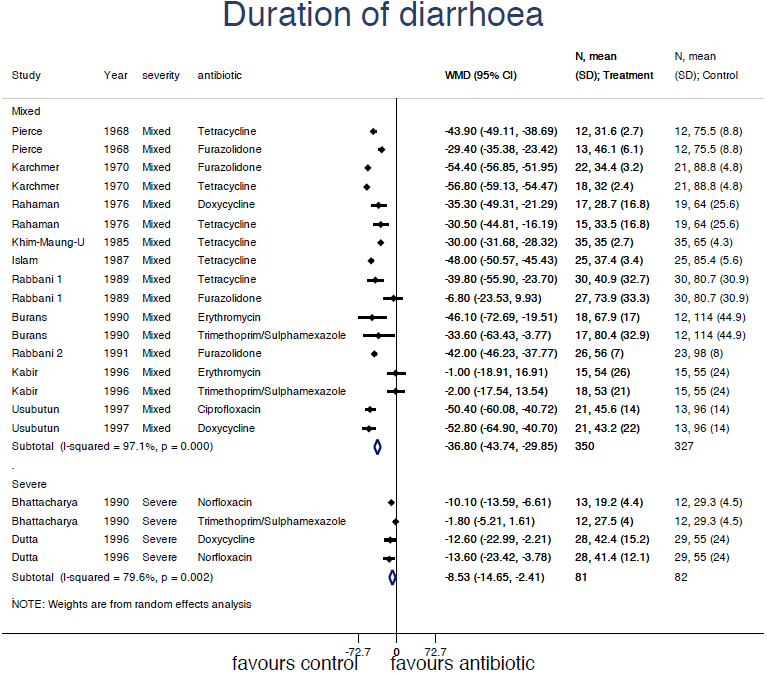 Duration of diarrhoea
N, mean N, mean
Study Year severity antibiotic WMD (95% CI) (SD); Treatment (SD); Control
Mixed
Pierce 1968 Mixed Tetracycline -43.90 (-49.11, -38.69) 12, 31.6 (2.7) 12, 75.5 (8.8)
Pierce 1968 Mixed Furazolidone -29.40 (-35.38, -23.42) 13, 46.1 (6.1) 12, 75.5 (8.8)
Karchmer 1970 Mixed Furazolidone -54.40 (-56.85, -51.95) 22, 34.4 (3.2) 21, 88.8 (4.8)
Karchmer 1970 Mixed Tetracycline -56.80 (-59.13, -54.47) 18, 32 (2.4) 21, 88.8 (4.8)
Rahaman 1976 Mixed Doxycycline -35.30 (-49.31, -21.29) 17, 28.7 (16.8) 19, 64 (25.6)
Rahaman 1976 Mixed Tetracycline -30.50 (-44.81, -16.19) 15, 33.5 (16.8) 19, 64 (25.6)
Khim-Maung-U 1985 Mixed Tetracycline -30.00 (-31.68, -28.32) 35, 35 (2.7) 35, 65 (4.3)
Islam 1987 Mixed Tetracycline -48.00 (-50.57, -45.43) 25, 37.4 (3.4) 25, 85.4 (5.6)
Rabbani 1 1989 Mixed Tetracycline -39.80 (-55.90, -23.70) 30, 40.9 (32.7) 30, 80.7 (30.9)
Rabbani 1 1989 Mixed Furazolidone -6.80 (-23.53, 9.93) 27, 73.9 (33.3) 30, 80.7 (30.9)
Burans 1990 Mixed Erythromycin -46.10 (-72.69, -19.51) 18, 67.9 (17) 12, 114 (44.9)
Burans 1990 Mixed Trimethoprim/Sulphamexazole -33.60 (-63.43, -3.77) 17, 80.4 (32.9) 12, 114 (44.9)
Rabbani 2 1991 Mixed Furazolidone -42.00 (-46.23, -37.77) 26, 56 (7) 23, 98 (8)
Kabir 1996 Mixed Erythromycin -1.00 (-18.91, 16.91) 15, 54 (26) 15, 55 (24)
Kabir 1996 Mixed Trimethoprim/Sulphamexazole -2.00 (-17.54, 13.54) 18, 53 (21) 15, 55 (24)
Usubutun 1997 Mixed Ciprofloxacin -50.40 (-60.08, -40.72) 21, 45.6 (14) 13, 96 (14)
Usubutun 1997 Mixed Doxycycline -52.80 (-64.90, -40.70) 21, 43.2 (22) 13, 96 (14)
Subtotal (I-squared = 97.1%, p = 0.000) -36.80 (-43.74, -29.85) 350 327
.
Severe
Bhattacharya 1990 Severe Norfloxacin -10.10 (-13.59, -6.61) 13, 19.2 (4.4) 12, 29.3 (4.5)
Bhattacharya 1990 Severe Trimethoprim/Sulphamexazole -1.80 (-5.21, 1.61) 12, 27.5 (4) 12, 29.3 (4.5)
Dutta 1996 Severe Doxycycline -12.60 (-22.99, -2.21) 28, 42.4 (15.2) 29, 55 (24)
Dutta 1996 Severe Norfloxacin -13.60 (-23.42, -3.78) 28, 41.4 (12.1) 29, 55 (24)
Subtotal (I-squared = 79.6%, p = 0.002) -8.53 (-14.65, -2.41) 81 82
.
NOTE: Weights are from random effects analysis
-72.7 0 72.7
favours control favours antibiotic